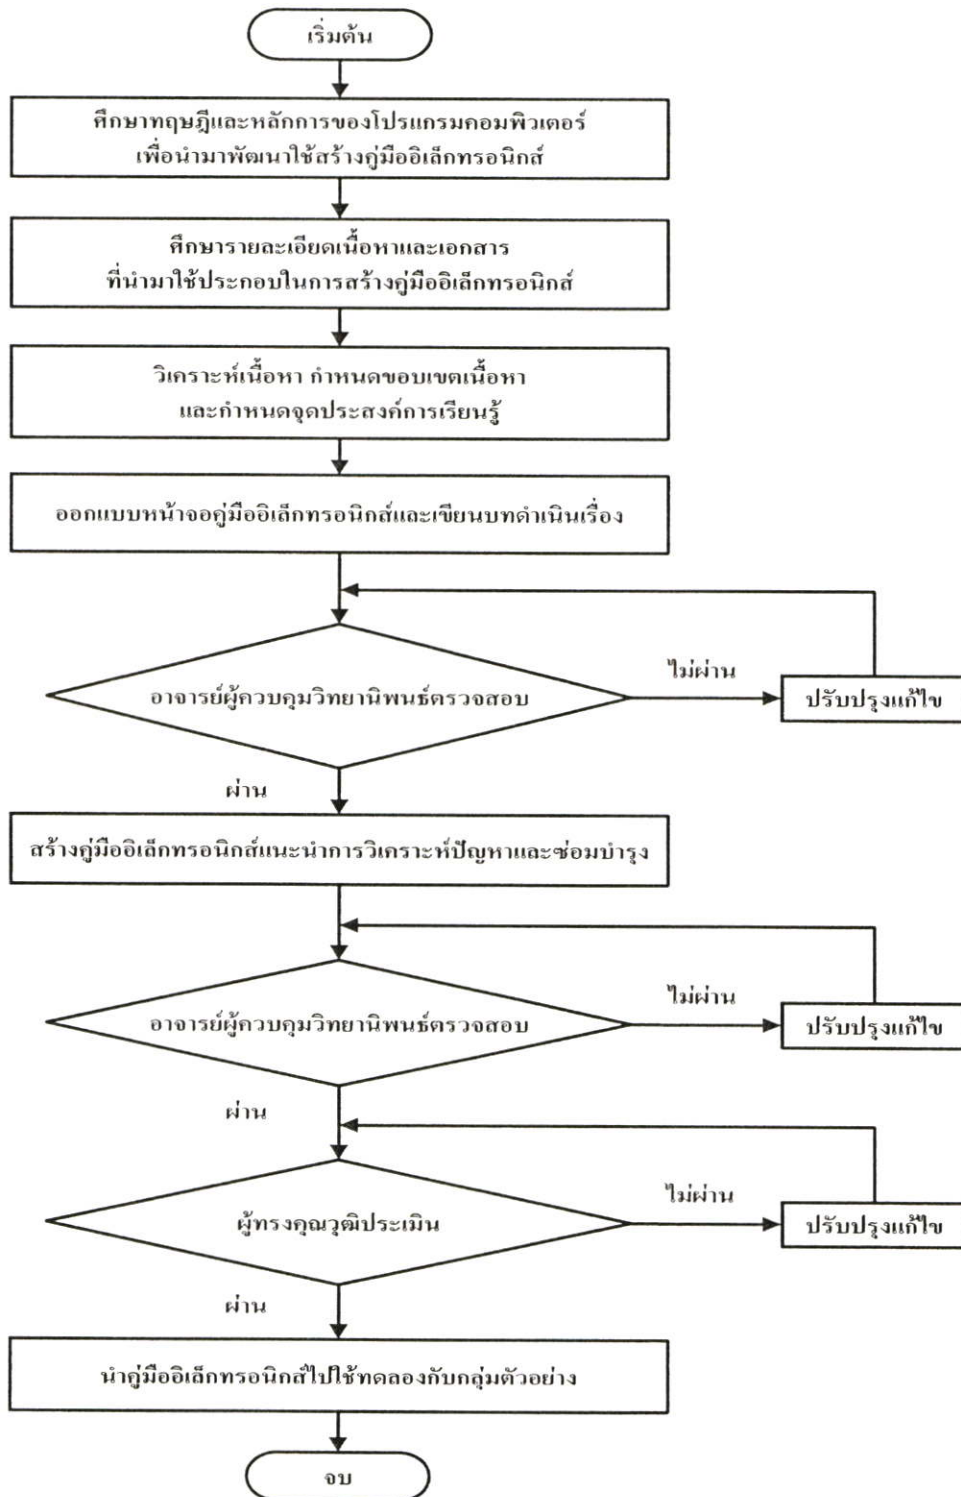 เริ่มต้น
ศึกษาทฤษฎีและหลักการของโปรแกรมคอมพิวเตอร์
เพื่อนำมาพัฒนาใช้สร้างคู่มืออิเล็กทรอนิกส์
ศึกษารายละเอียดเนื้อหาและเอกสาร
ที่นำมาใช้ประกอบในการสร้างคู่มืออิเล็กทรอนิกส์
วิเคราะห์เนื้อหา กำหนดขอบเขตเนื้อหา
และกำหนดจุดประสงค์การเรียนรู้
ออกแบบหน้าจอคู่มืออิเล็กทรอนิกส์และเขียนบทดำเนินเรื่อง
อาจารย์ผู้ควบคุมวิทยานิพนธ์ตรวจสอบ
ไม่ผ่าน
ปรับปรุงแก้ไข
ผ่าน
สร้างคู่มืออิเล็กทรอนิกส์แนะนำการวิเคราะห์ปัญหาและซ่อมบำรุง
อาจารย์ผู้ควบคุมวิทยานิพนธ์ตรวจสอบ
ไม่ผ่าน
ปรับปรุงแก้ไข
ผ่าน
ผู้ทรงคุณวุฒิประเมิน
ไม่ผ่าน
ปรับปรุงแก้ไข
ผ่าน
นำคู่มืออิเล็กทรอนิกส์ไปใช้ทดลองกับกลุ่มตัวอย่าง
จบ